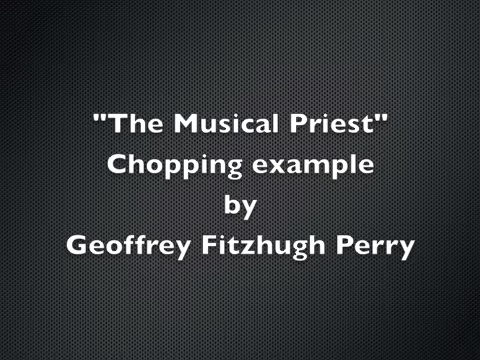 "The Musical Priest"
Chopping example
by
Geoffrey Fitzhugh Perry